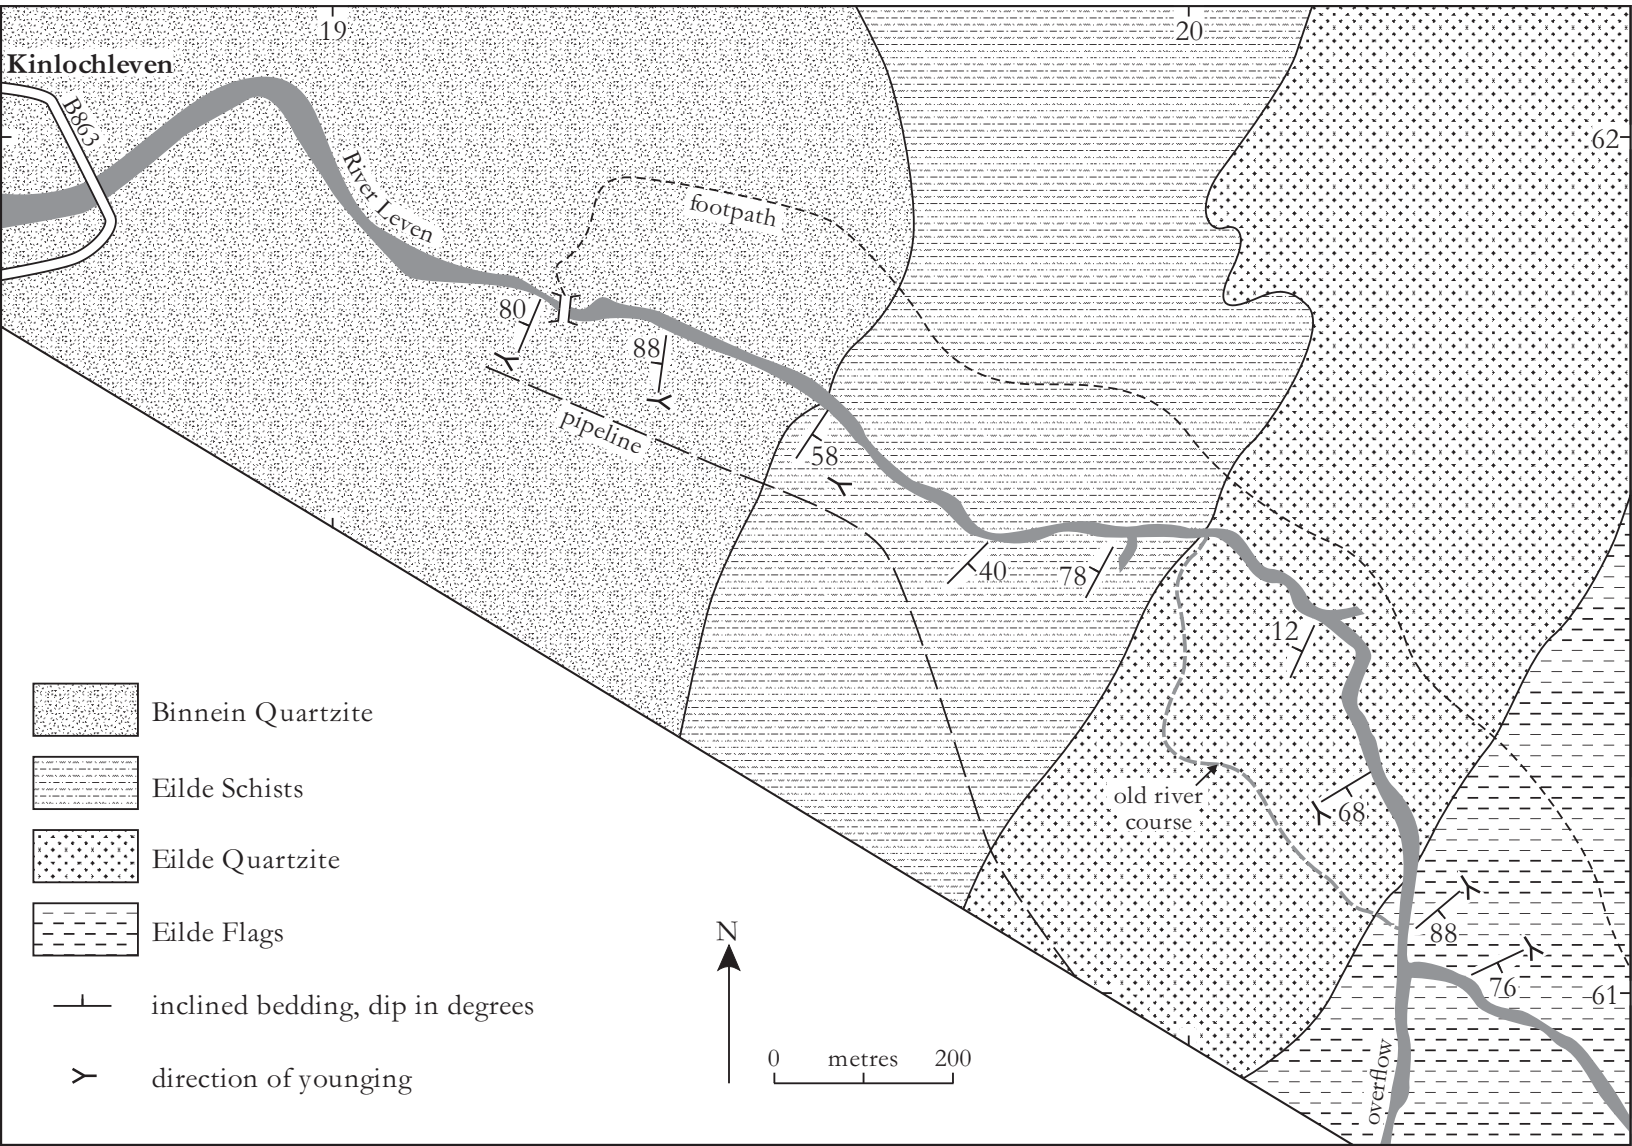 19
20
Kinlochleven
B863
62
River Leven
footpath
80
88
pipeline
58
40
78
12
Binnein Quartzite
Eilde Schists
old river
course
68
Eilde Quartzite
N
Eilde Flags
88
76
61
inclined bedding, dip in degrees
0 metres 200
direction of younging
overflow